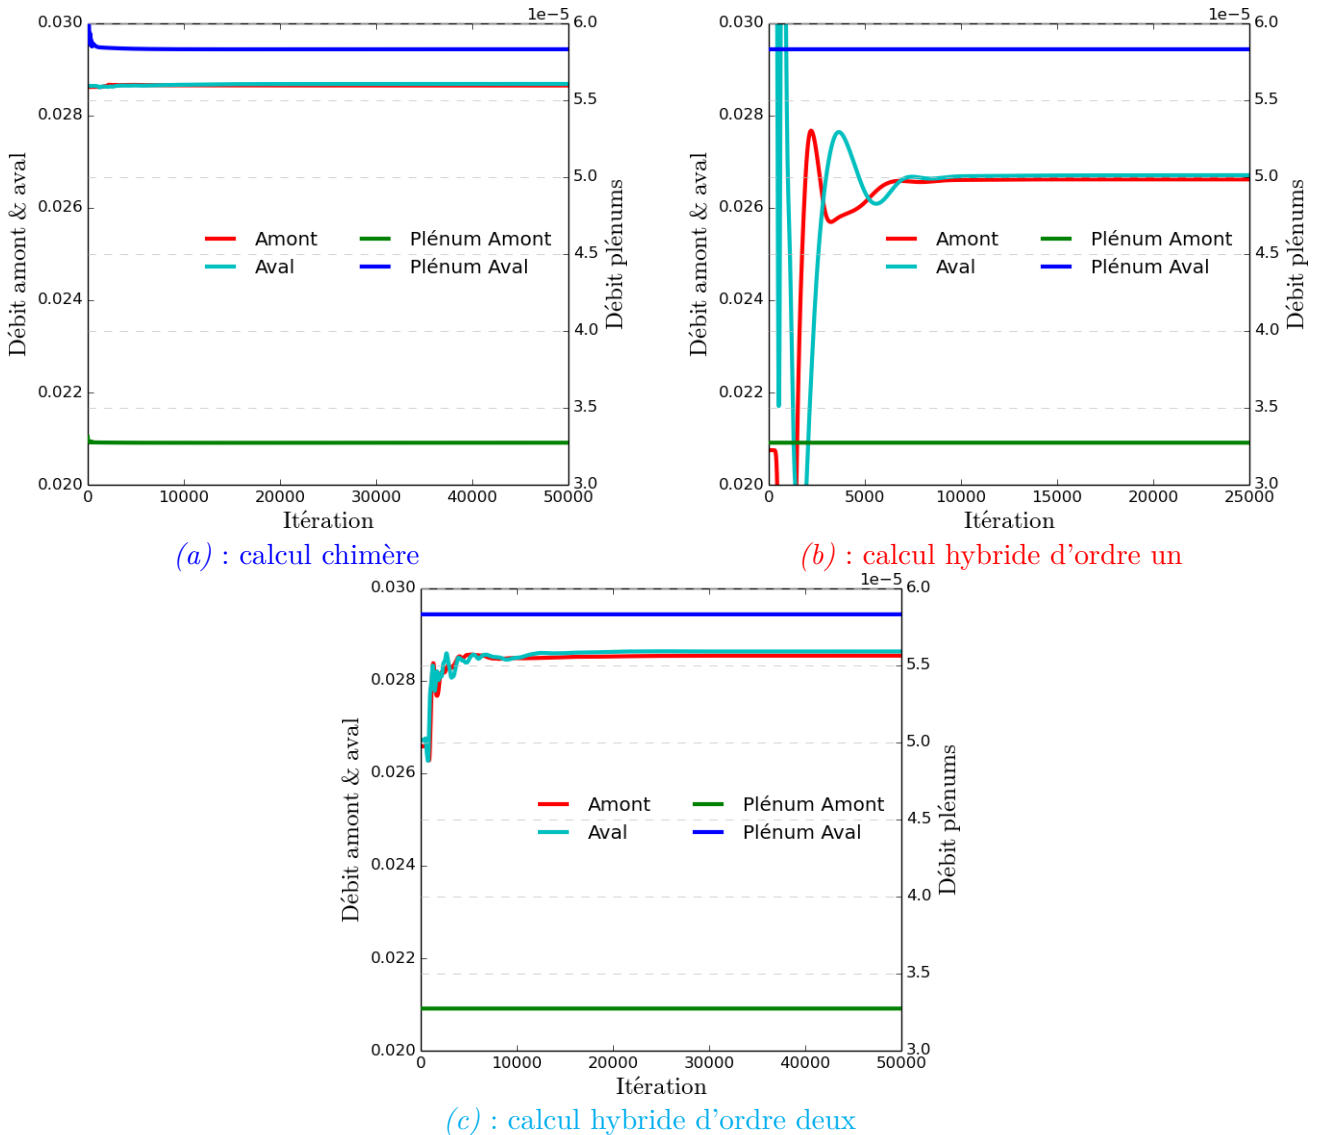 1e−5
0.030
0.028
0.026
0.024
0.022
0.020
Débit amont & aval
6.0
5.5
5.0
4.5
4.0
3.5
3.0
Débit plénums
Amont
Aval
Plénum Amont
Plénum Aval
0 10000 20000 30000 40000 50000
Itération
(a) : calcul chimère
1e−5
0.030
0.028
0.026
0.024
0.022
0.020
Débit amont & aval
6.0
5.5
5.0
4.5
4.0
3.5
3.0
Débit plénums
Amont
Aval
Plénum Amont
Plénum Aval
0 5000 10000 15000 20000 25000
Itération
(b) : calcul hybride d'ordre un
1e−5
0.030
0.028
0.026
0.024
0.022
0.020
Débit amont & aval
6.0
5.5
5.0
4.5
4.0
3.5
3.0
Débit plénums
Amont
Aval
Plénum Amont
Plénum Aval
0 10000 20000 30000 40000 50000
Itération
(c) : calcul hybride d'ordre deux